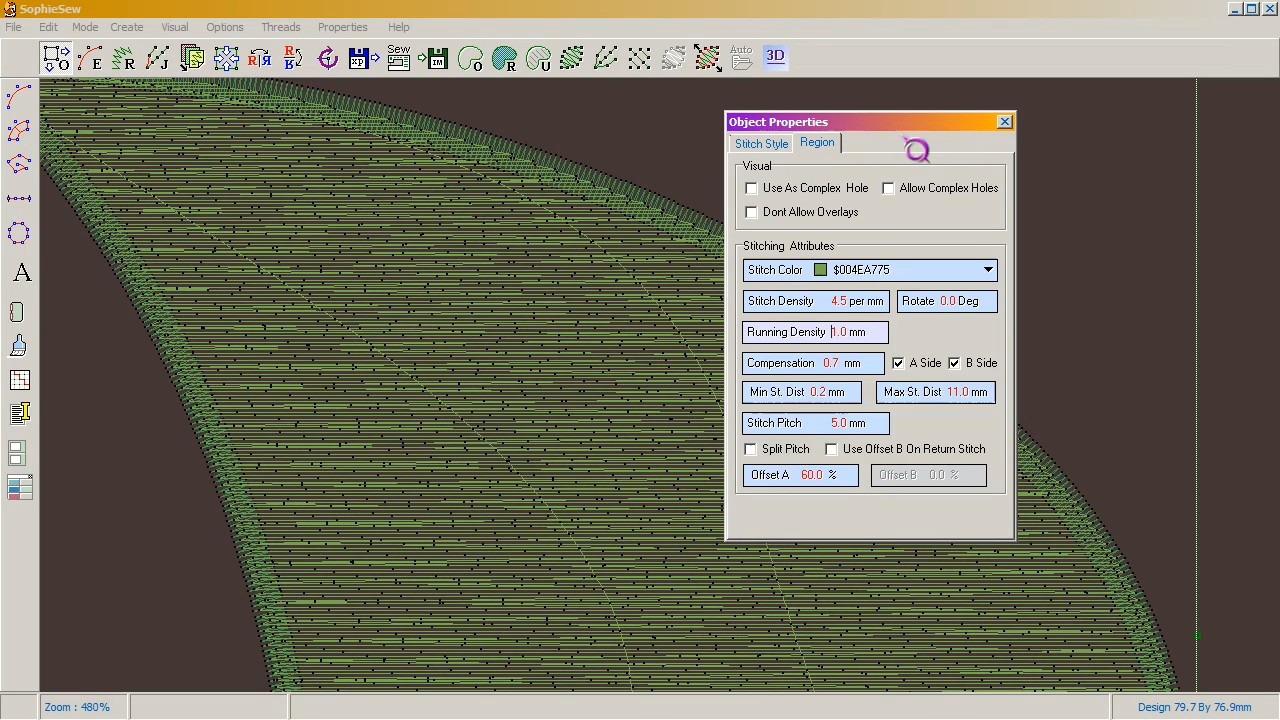 SophieSew
File Edit Mode Create Visual Options Threads Properties Help
O E R J R R XP Sew IM O R U Auto 3D
A
Object Properties
Stitch Style Region
Visual
Use As Complex Hole Allow Complex Holes
Dont Allow Overlays
Stitching Attributes
Stitch Color $54EA775
Stitch Density 4.5 per mm Rotate 0.0 Deg
Running Density 1.0 mm
Compensation 0.7 mm A Side B Side
Min St. Dist 0.2 mm Max St. Dist 11.0 mm
Stitch Pitch 5.0 mm
Split Pitch Use Offset B On Return Stitch
Offset A 60.0 % Offset B 0.0 %
Zoom : 480% Design 79.7 By 76.9mm